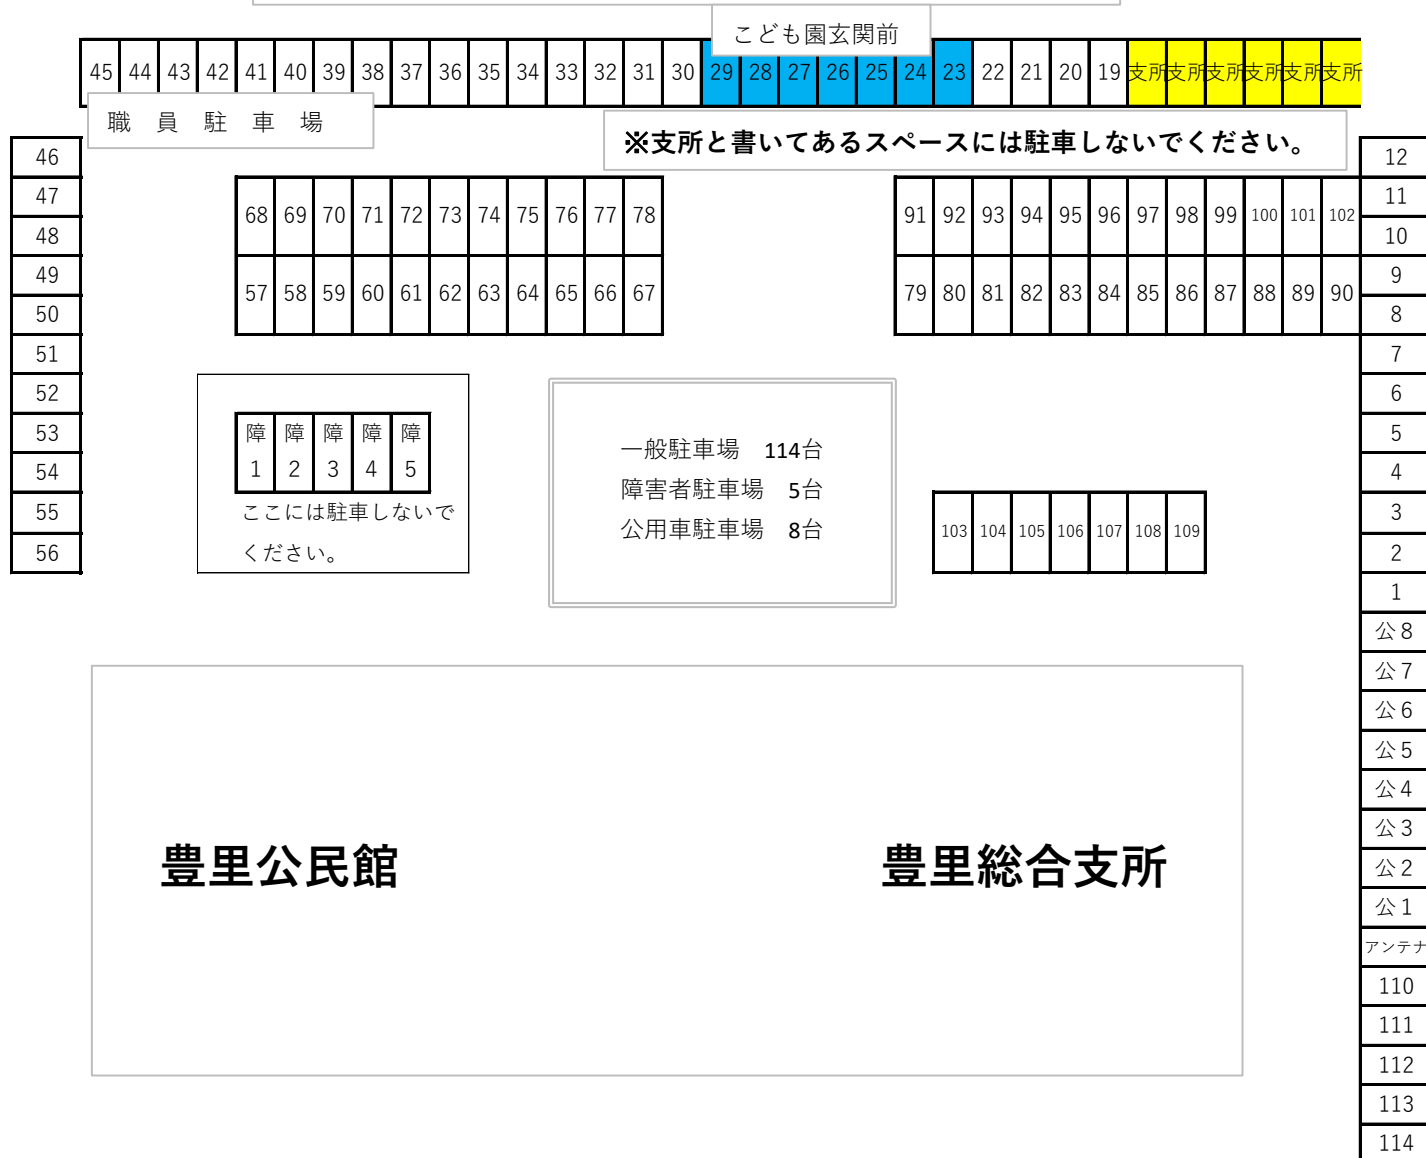 こども園玄関前
45 44 43 42 41 40 39 38 37 36 35 34 33 32 31 30 29 28 27 26 25 24 23 22 21 20 19 支所 支所 支所 支所 支所 支所
職員駐車場
※支所と書いてあるスペースには駐車しないでください。
46
47
48
49
50
51
52
53
54
55
56
68 69 70 71 72 73 74 75 76 77 78
57 58 59 60 61 62 63 64 65 66 67
91 92 93 94 95 96 97 98 99 100 101 102
79 80 81 82 83 84 85 86 87 88 89 90
障 障 障 障 障
1 2 3 4 5
ここには駐車しないで
ください。
一般駐車場 114台
障害者駐車場 5台
公用車駐車場 8台
103 104 105 106 107 108 109
12
11
10
9
8
7
6
5
4
3
2
1
公8
公7
公6
公5
公4
公3
公2
公1
アンテナ
110
111
112
113
114
豊里公民館
豊里総合支所